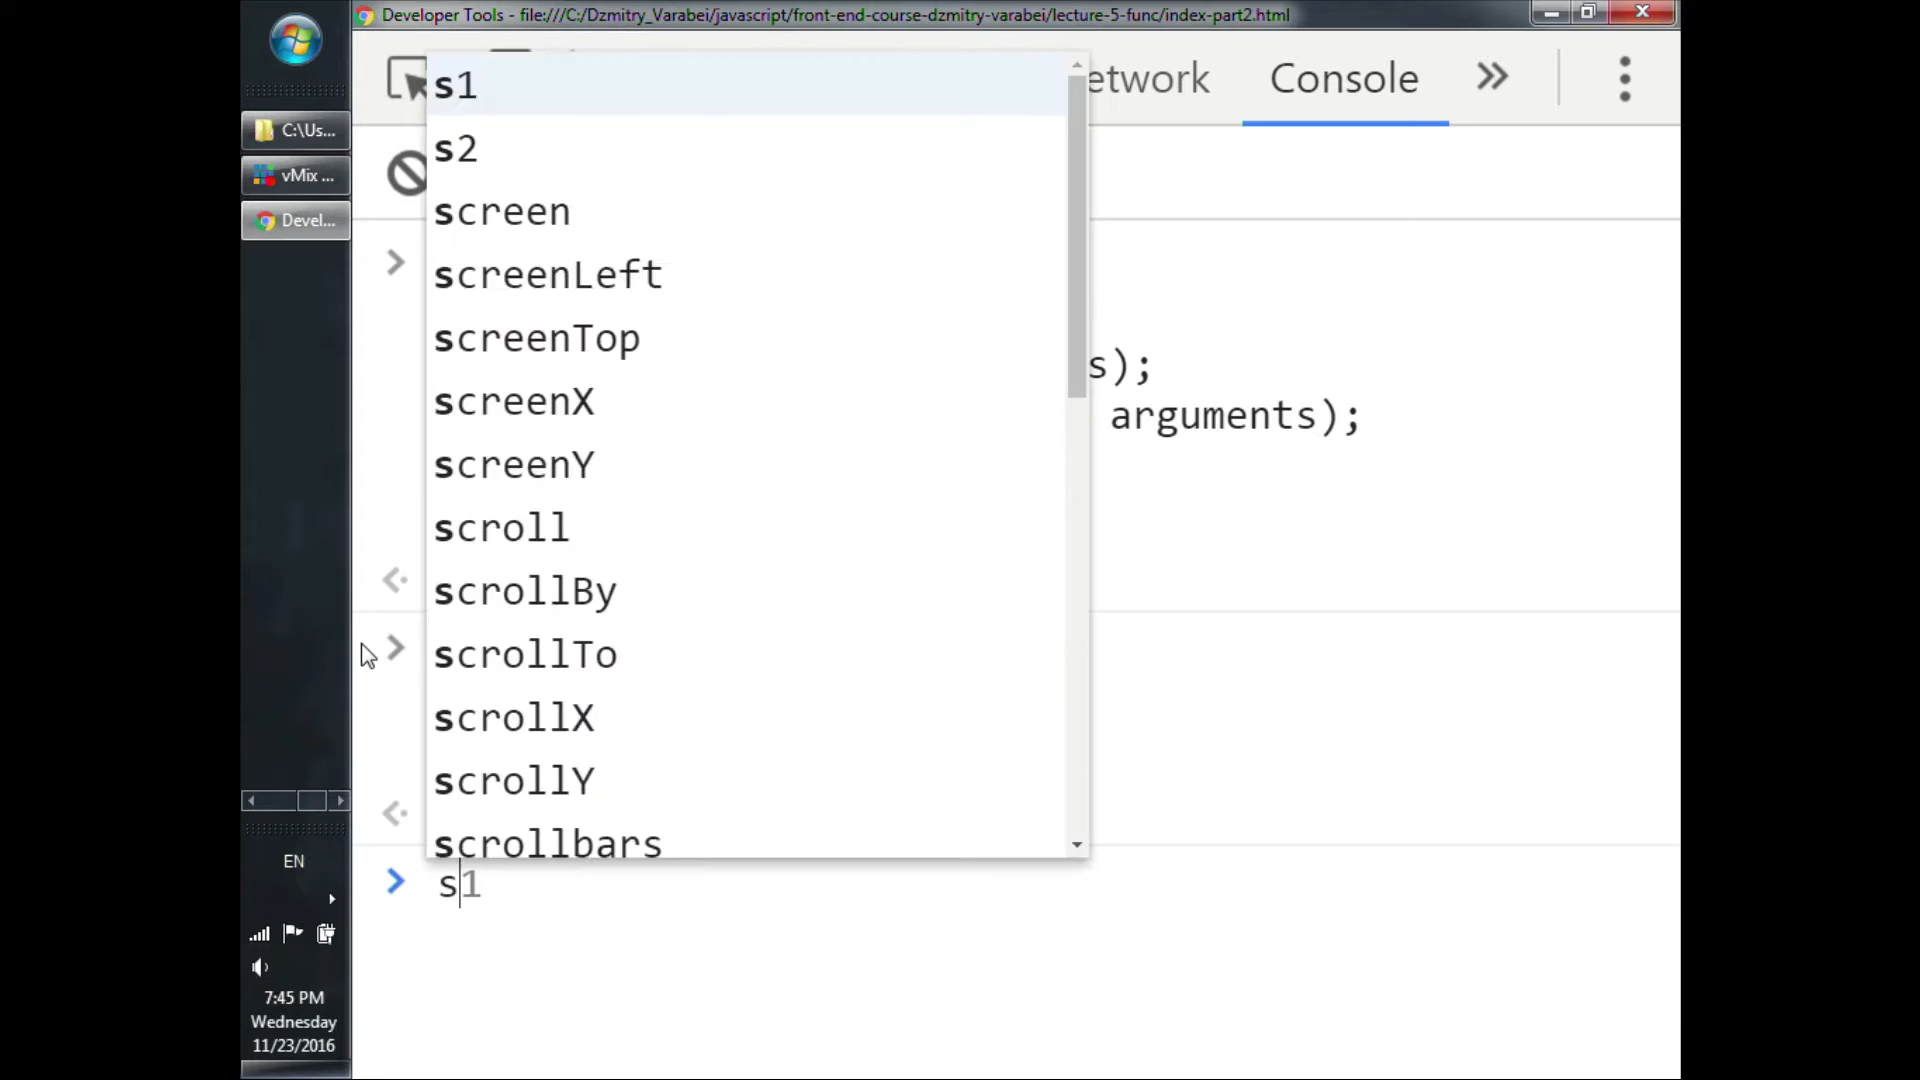 Developer Tools - file:///C:/Dzmitry_Varabei/javascript/front-end-course-dzmitry-varabei/lecture-5-func/index-part2.html
etwork Console
C:\Us...
vMix ...
Devel...
s1
s2
screen
screenLeft
screenTop
screenX
screenY
scroll
scrollBy
scrollTo
scrollX
scrollY
scrollbars
s);
arguments);
s1
EN
7:45 PM
Wednesday
11/23/2016